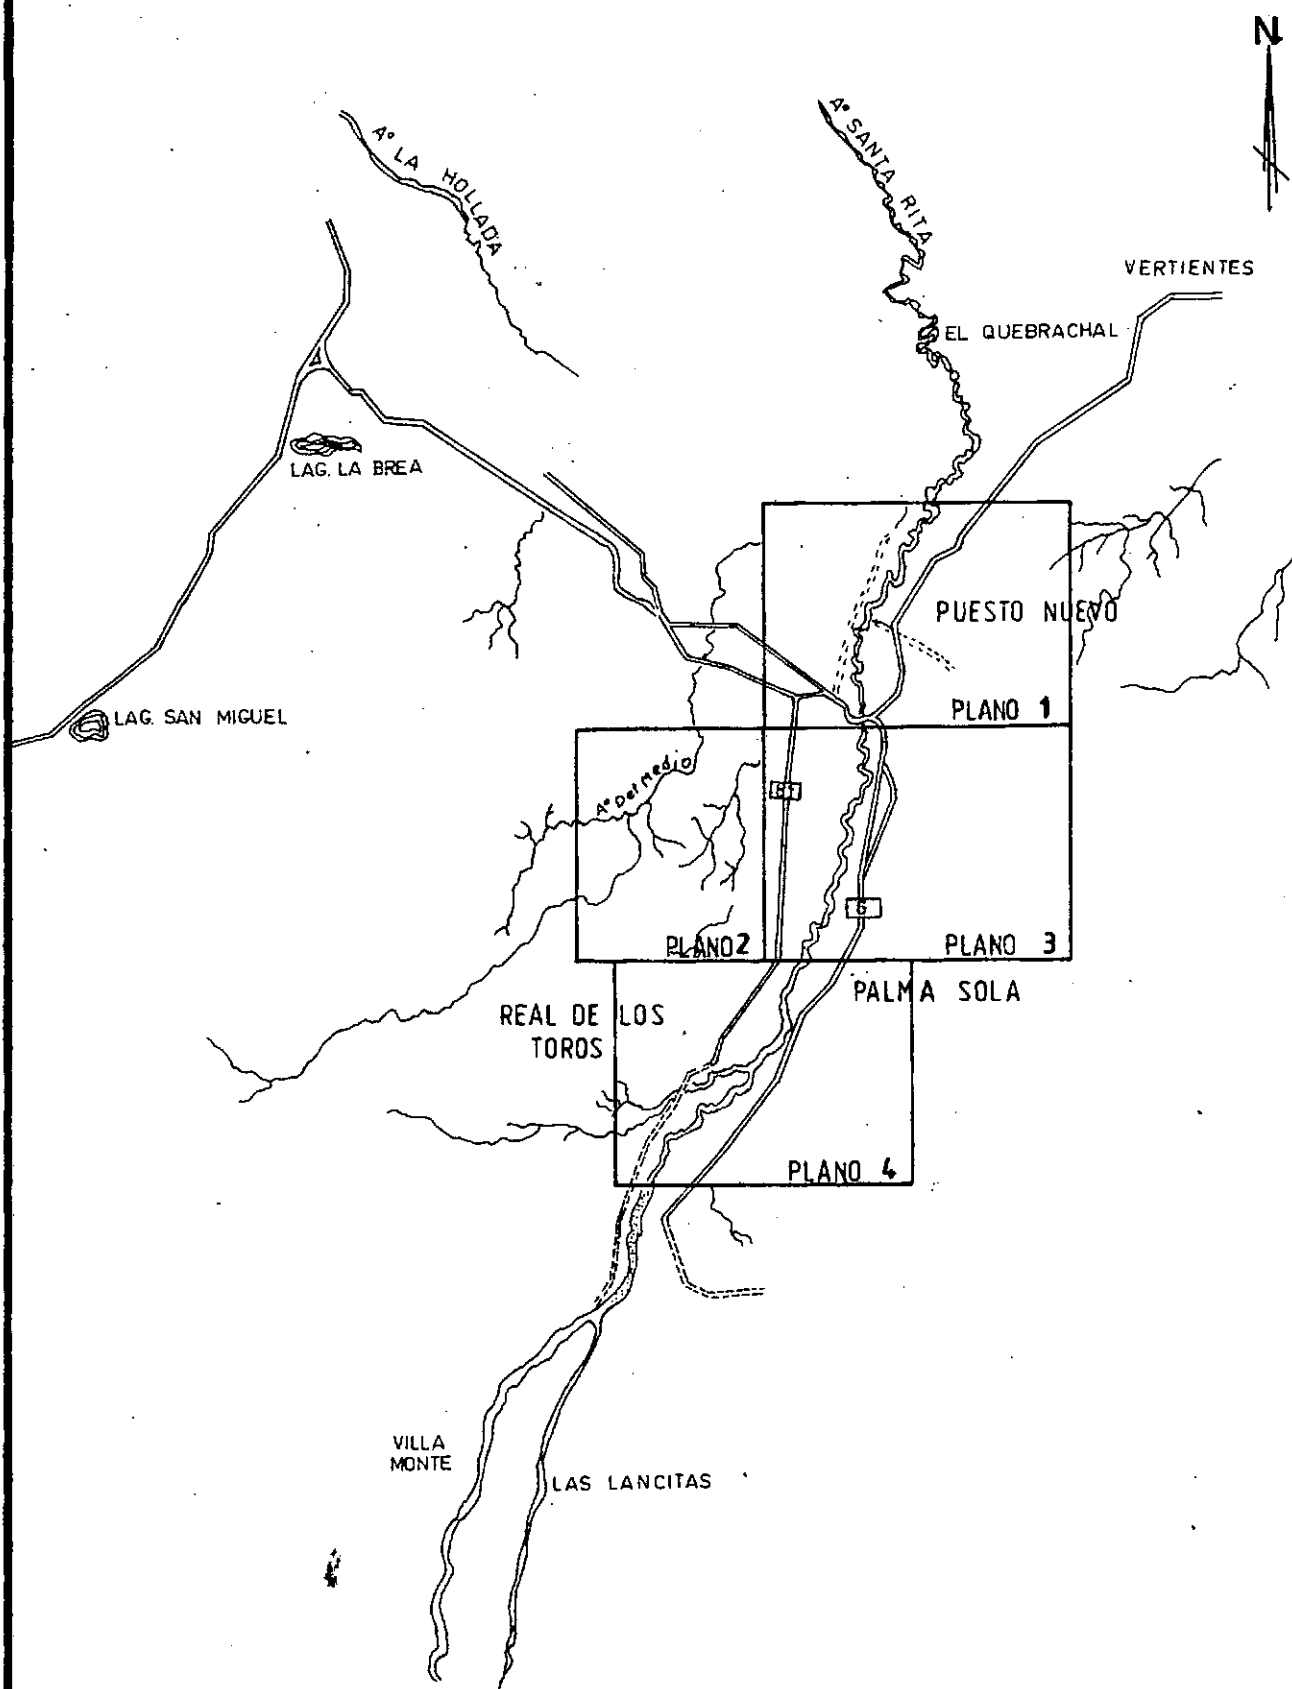 N
Aº LA HOLLADA
Aº SANTA RITA
VERTIENTES
EL QUEBRACHAL
LAG. LA BREA
PUESTO NUEVO
LAG. SAN MIGUEL
PLANO 1
Aº Del Medio
6
PLANO 2
PLANO 3
PALMA SOLA
REAL DE LOS
TOROS
PLANO 4
VILLA
MONTE
LAS LANCITAS